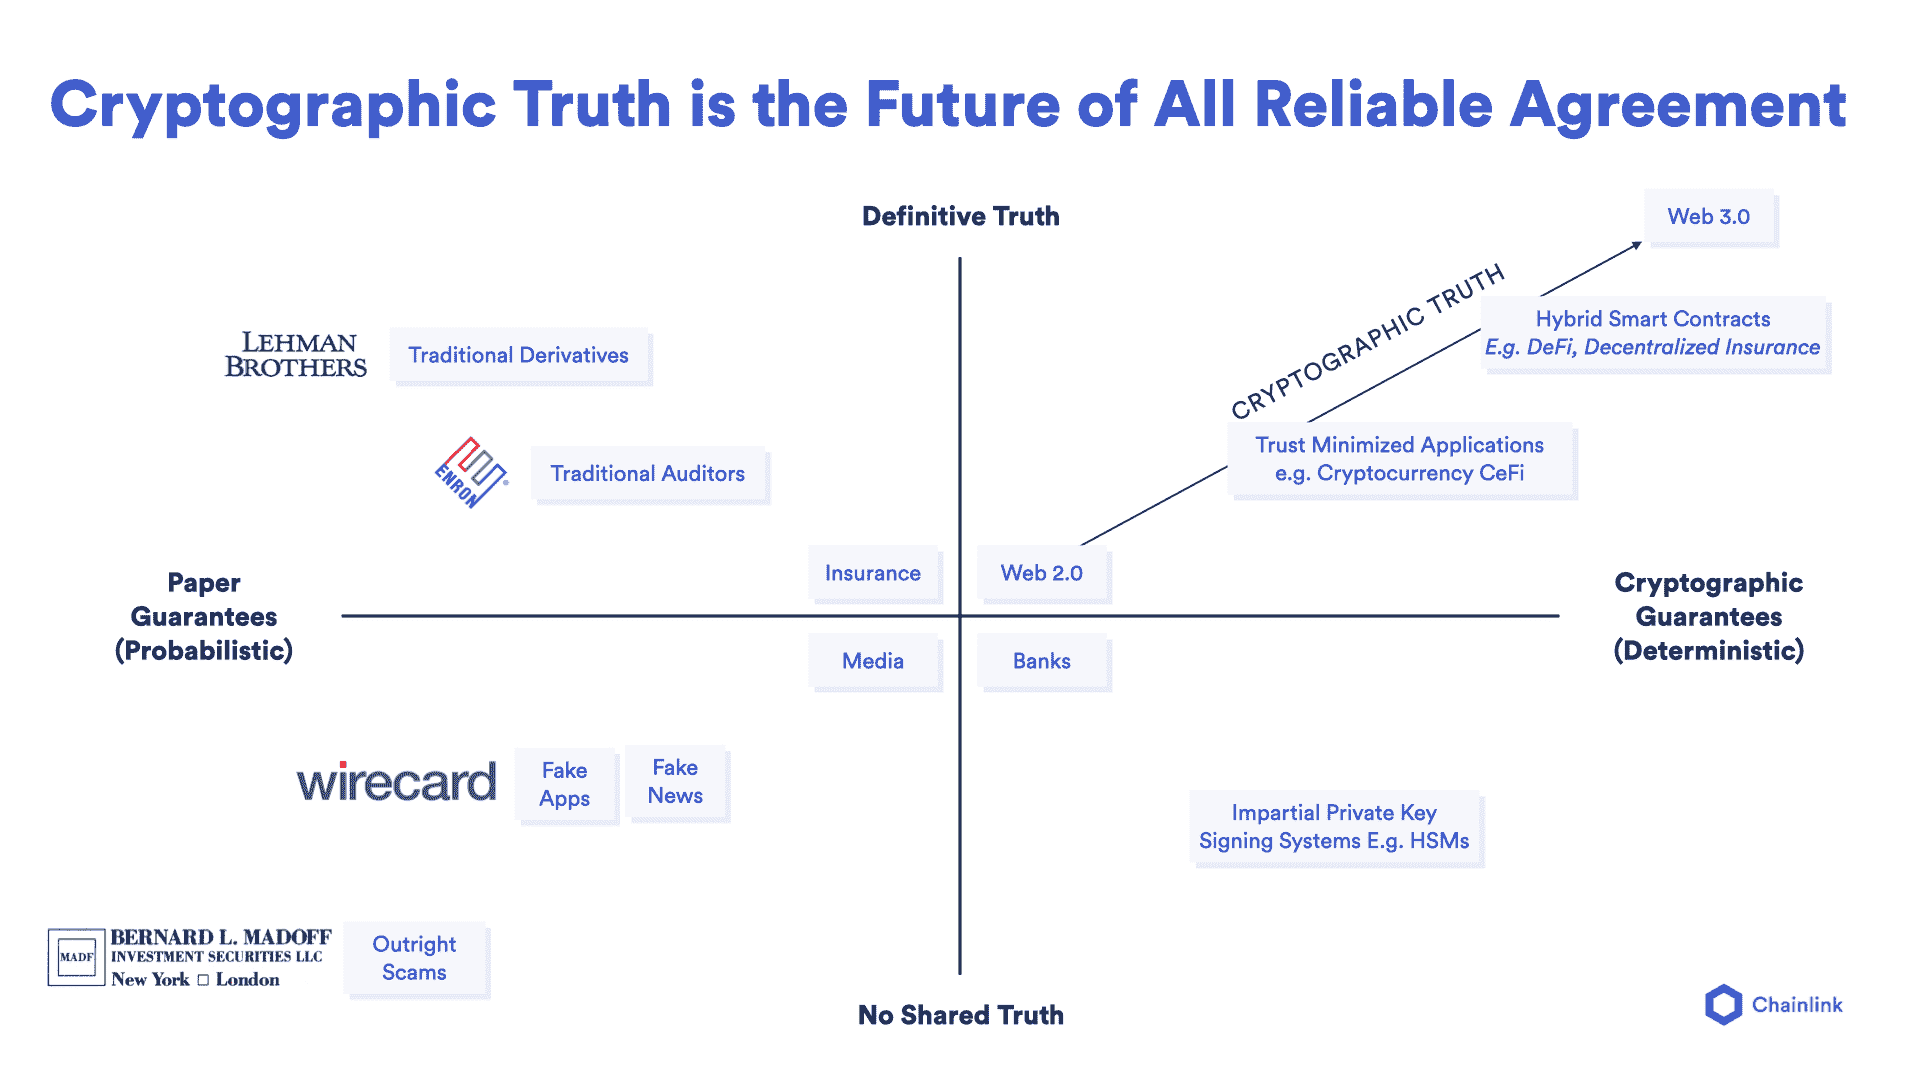 Cryptographic Truth is the Future of All Reliable Agreement
Definitive Truth
Web 3.0
CRYPTOGRAPHIC TRUTH
Hybrid Smart Contracts
E.g. DeFi, Decentralized Insurance
LEHMAN
BROTHERS
Traditional Derivatives
Trust Minimized Applications
e.g. Cryptocurrency CeFi
ENRON
Traditional Auditors
Insurance
Web 2.0
Paper
Guarantees
(Probabilistic)
Cryptographic
Guarantees
(Deterministic)
Media
Banks
wirecard
Fake
Apps
Fake
News
Impartial Private Key
Signing Systems E.g. HSMs
MADF
BERNARD L. MADOFF
INVESTMENT SECURITIES LLC
New York □ London
Outright
Scams
No Shared Truth
Chainlink